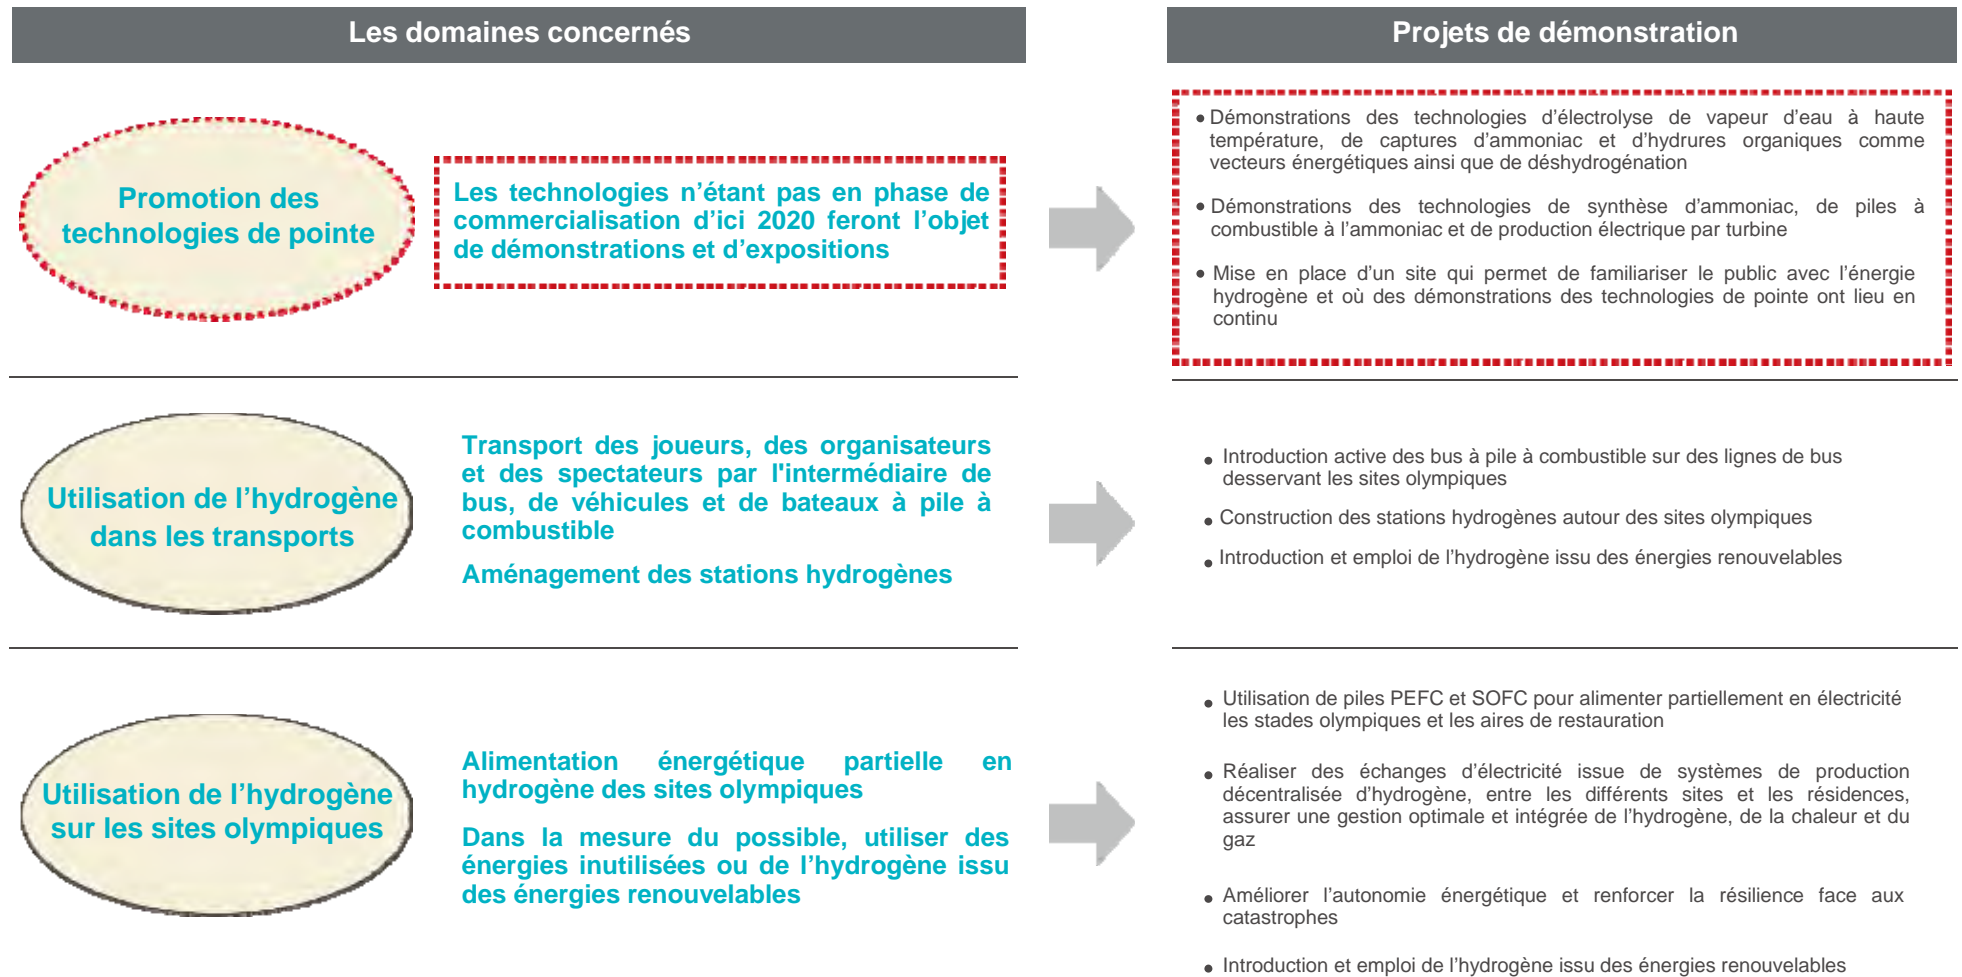 Les domaines concernés
Projets de démonstration
Promotion des
technologies de pointe
Les technologies n’étant pas en phase de
commercialisation d’ici 2020 feront l’objet
de démonstrations et d’expositions
• Démonstrations des technologies d’électrolyse de vapeur d’eau à haute
température, de captures d’ammoniac et d’hydrures organiques comme
vecteurs énergétiques ainsi que de déshydrogénation
• Démonstrations des technologies de synthèse d’ammoniac, de piles à
combustible à l’ammoniac et de production électrique par turbine
• Mise en place d’un site qui permet de familiariser le public avec l’énergie
hydrogène et où des démonstrations des technologies de pointe ont lieu en
continu
Utilisation de l’hydrogène
dans les transports
Transport des joueurs, des organisateurs
et des spectateurs par l'intermédiaire de
bus, de véhicules et de bateaux à pile à
combustible
Aménagement des stations hydrogènes
• Introduction active des bus à pile à combustible sur des lignes de bus
desservant les sites olympiques
• Construction des stations hydrogènes autour des sites olympiques
• Introduction et emploi de l’hydrogène issu des énergies renouvelables
Utilisation de l’hydrogène
sur les sites olympiques
Alimentation énergétique partielle en
hydrogène des sites olympiques
Dans la mesure du possible, utiliser des
énergies inutilisées ou de l’hydrogène issu
des énergies renouvelables
• Utilisation de piles PEFC et SOFC pour alimenter partiellement en électricité
les stades olympiques et les aires de restauration
• Réaliser des échanges d’électricité issue de systèmes de production
décentralisée d’hydrogène, entre les différents sites et les résidences,
assurer une gestion optimale et intégrée de l’hydrogène, de la chaleur et du
gaz
• Améliorer l’autonomie énergétique et renforcer la résilience face aux
catastrophes
• Introduction et emploi de l’hydrogène issu des énergies renouvelables